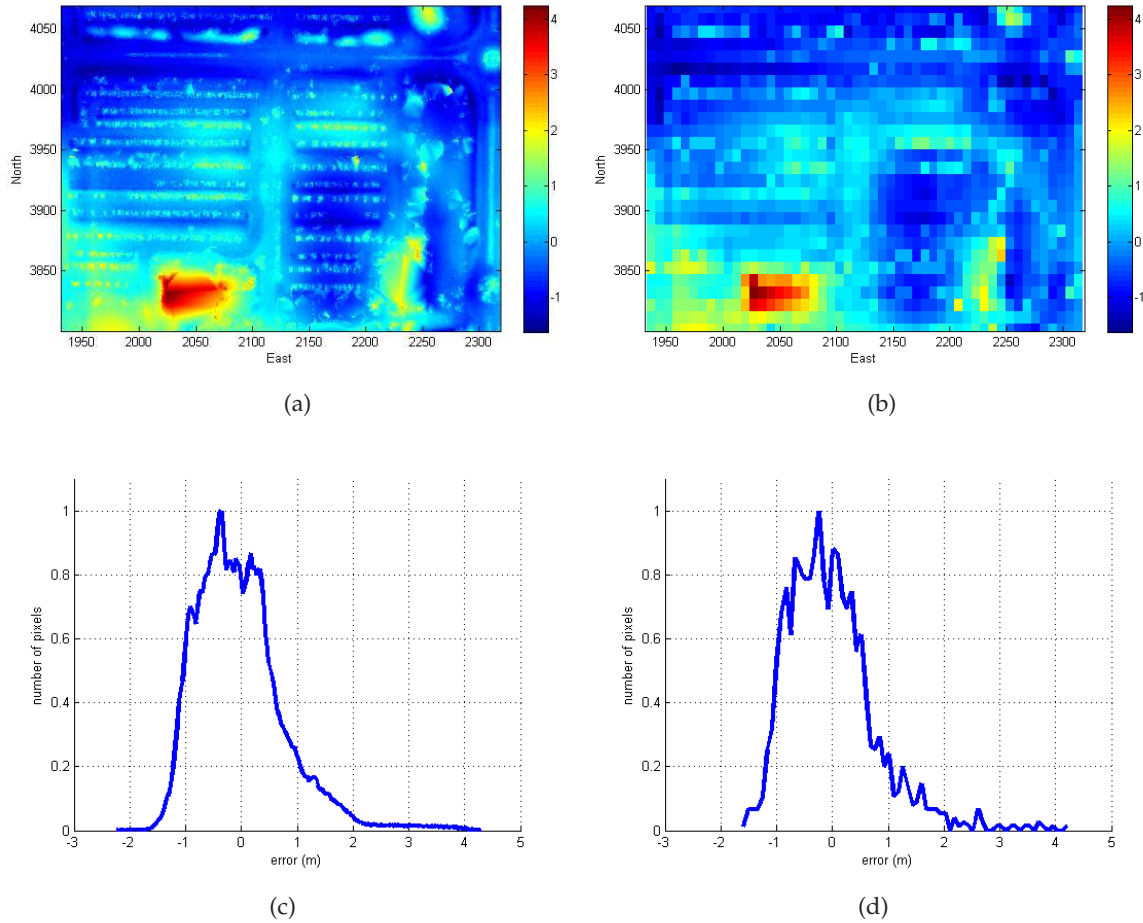 4050
4000
3950
3900
3850
North
1950 2000 2050 2100 2150 2200 2250 2300
East
4
3
2
1
0
-1
(a)
4050
4000
3950
3900
3850
North
1950 2000 2050 2100 2150 2200 2250 2300
East
4
3
2
1
0
-1
(b)
1
0.8
0.6
0.4
0.2
0
number of pixels
-3 -2 -1 0 1 2 3 4 5
error (m)
(c)
1
0.8
0.6
0.4
0.2
0
number of pixels
-3 -2 -1 0 1 2 3 4 5
error (m)
(d)